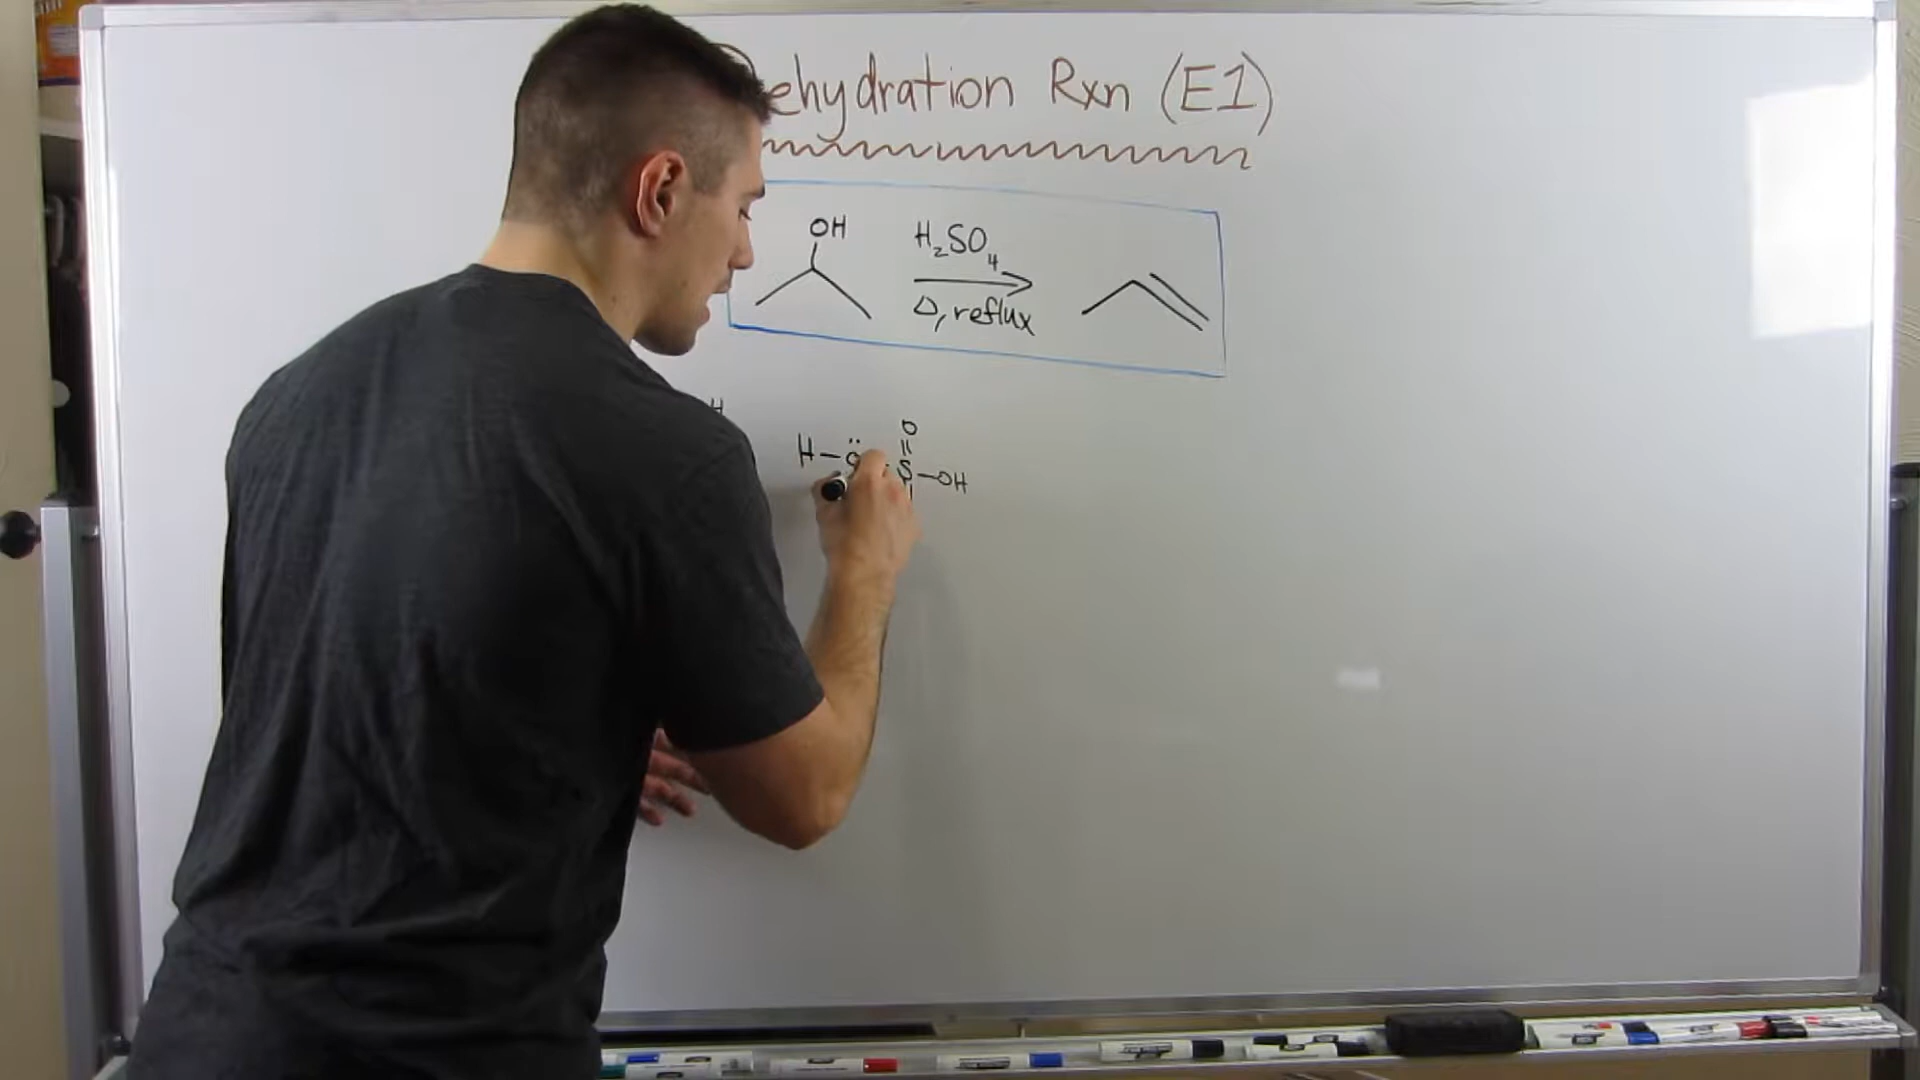 ehydration Rxn (E1)
OH
H₂SO₄
Δ, reflux
H
O
H-O
S-OH